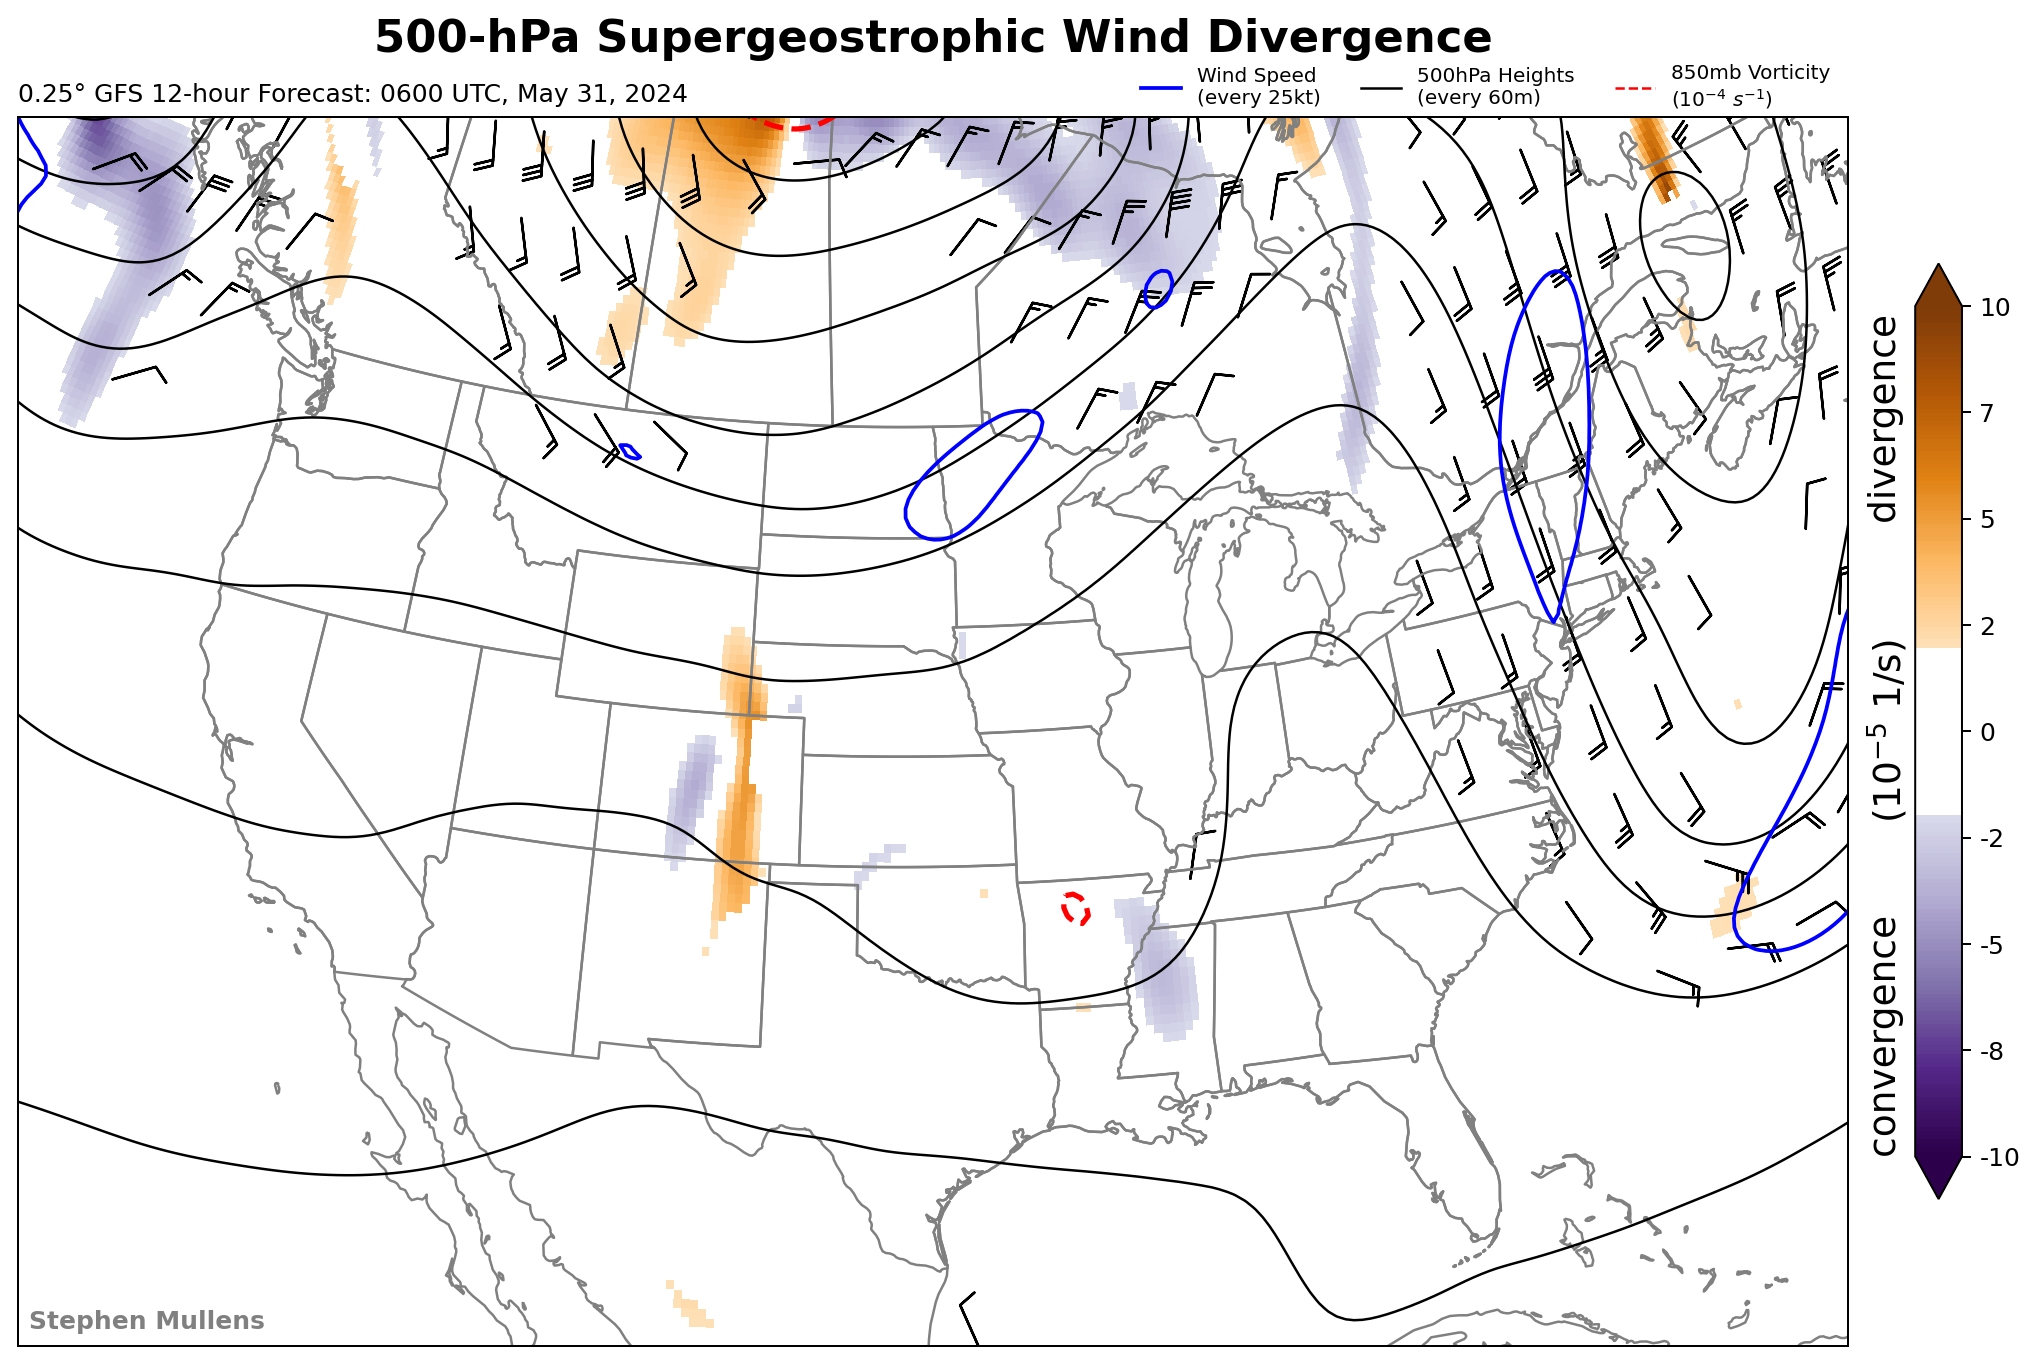 500-hPa Supergeostrophic Wind Divergence
0.25° GFS 12-hour Forecast: 0600 UTC, May 31, 2024
Wind Speed
(every 25kt)
500hPa Heights
(every 60m)
850mb Vorticity
(10⁻⁴ s⁻¹)
10
7
5
2
0
-2
-5
-8
-10
convergence (10⁻⁵ 1/s) divergence
Stephen Mullens